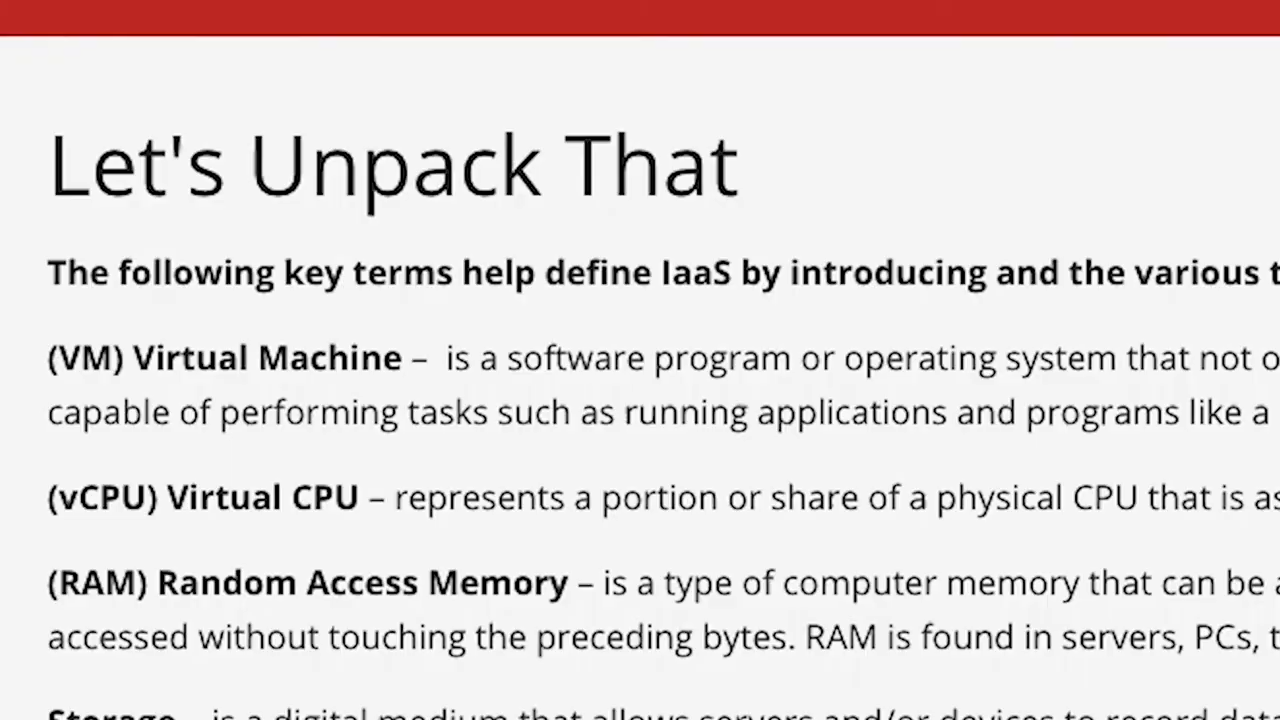 Let's Unpack That
The following key terms help define IaaS by introducing and the various
(VM) Virtual Machine –  is a software program or operating system that not
capable of performing tasks such as running applications and programs like a
(vCPU) Virtual CPU – represents a portion or share of a physical CPU that is
(RAM) Random Access Memory – is a type of computer memory that can be
accessed without touching the preceding bytes. RAM is found in servers, PCs,
Storage – is a digital medium that allows servers and/or devices to record data